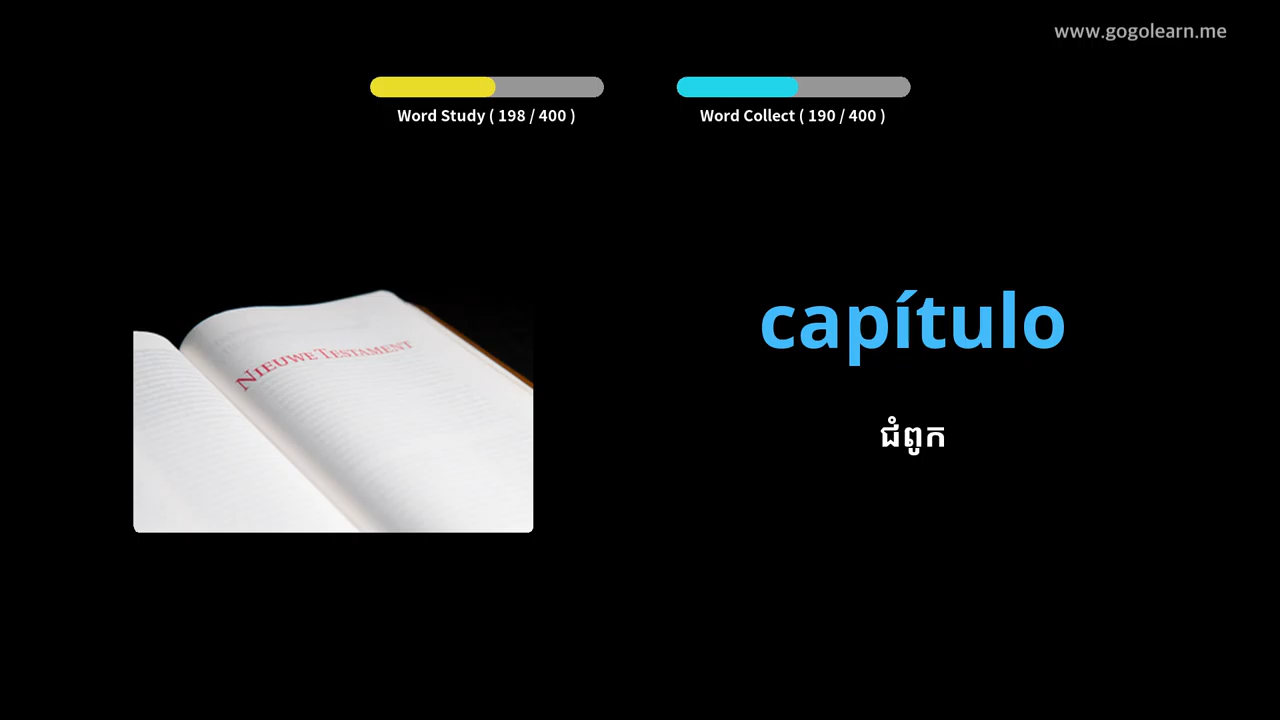 www.gogolearn.me
Word Study ( 198 / 400 )
Word Collect ( 190 / 400 )
NIEUWE TESTAMENT
capítulo
ជំពូក